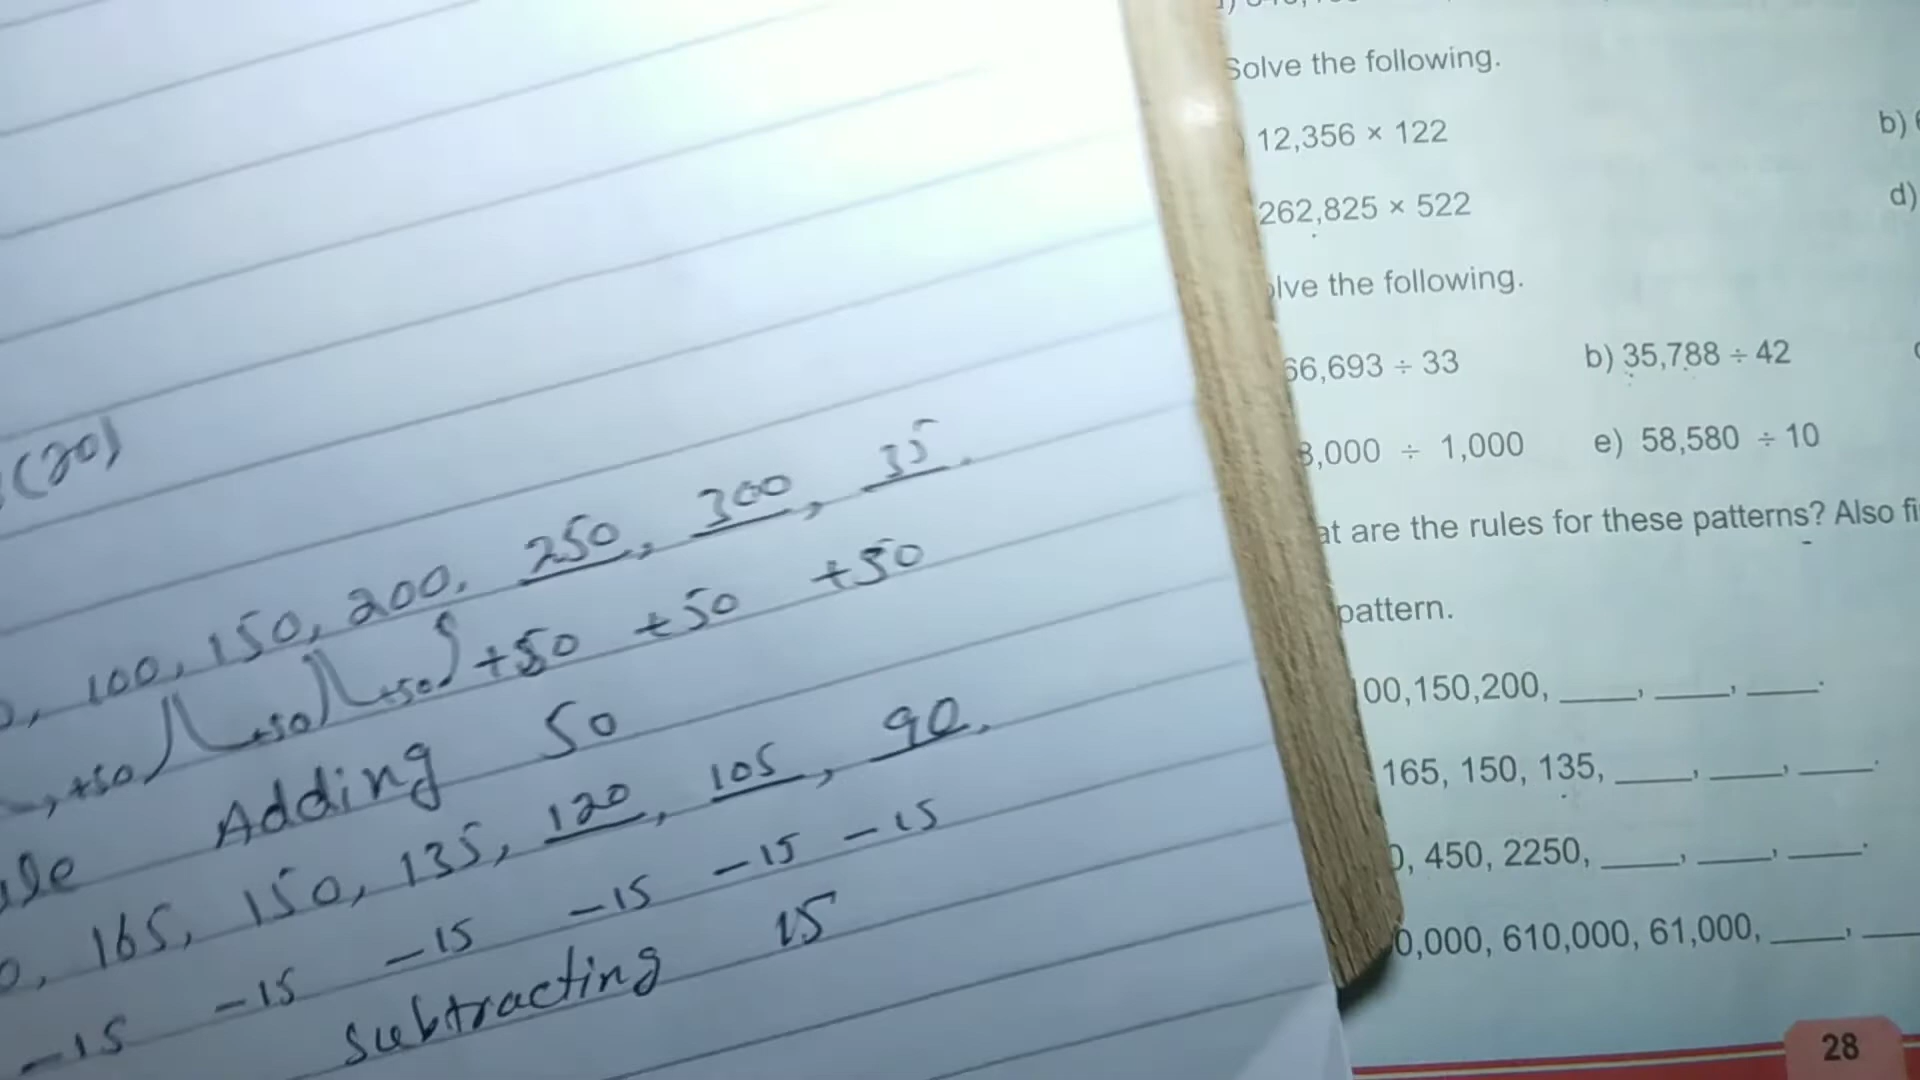 (20)
100, 150, 200, 250, 300, 35.
+50 +50 +50 +50 +50 +50
Adding 50
165, 150, 135, 120, 105, 90.
-15 -15 -15 -15 -15 -15
subtracting 15
Solve the following.
12,356 × 122 b)
262,825 × 522 d)
lve the following.
66,693 ÷ 33 b) 35,788 ÷ 42
3,000 ÷ 1,000 e) 58,580 ÷ 10
at are the rules for these patterns? Also fi
pattern.
00,150,200, ____, ____, ____.
165, 150, 135, ____, ____, ____.
0, 450, 2250, ____, ____, ____.
0,000, 610,000, 61,000, ____, ____
28